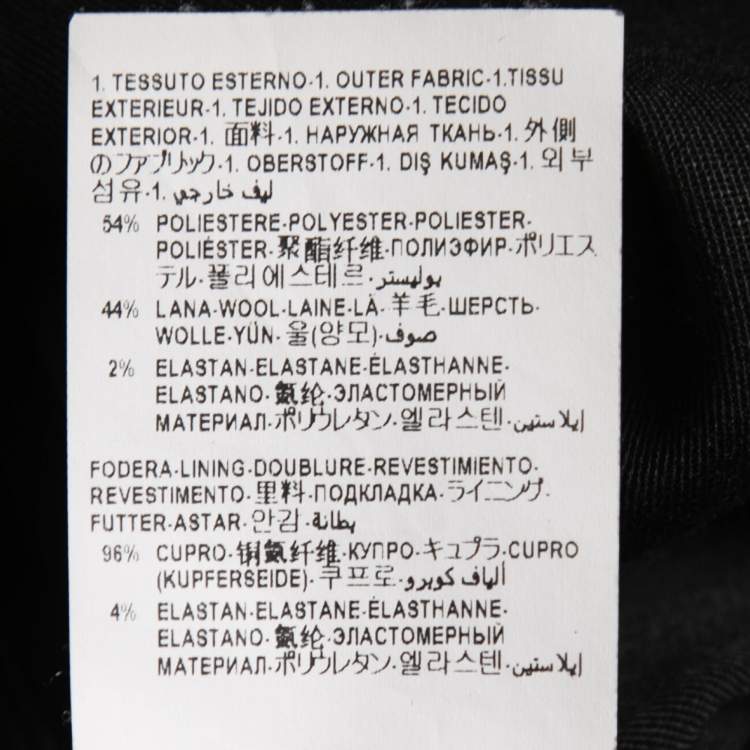 1. TESSUTO ESTERNO-1. OUTER FABRIC-1.TISSU
EXTERIEUR-1. TEJIDO EXTERNO-1. TECIDO
EXTERIOR-1. 面料-1. НАРУЖНАЯ ТКАНЬ-1. 外側
のファブリック-1. OBERSTOFF-1. DIŞ KUMAŞ-1. 외부
섬유-1. ليف خارجي
54% POLIESTERE-POLYESTER-POLIESTER-
POLIÉSTER-聚酯纤维-ПОЛИЭФИР-ポリエス
テル-폴리에스테르-بوليستر
44% LANA-WOOL-LAINE-LÃ-羊毛-ШЕРСТЬ-
WOLLE-YÜN-울(양모)-صوف
2% ELASTAN-ELASTANE-ÉLASTHANNE-
ELASTANO-氨纶-ЭЛАСТОМЕРНЫЙ
МАТЕРИАЛ-ポリウレタン-엘라스텐-إيلاستين
FODERA-LINING-DOUBLURE-REVESTIMIENTO-
REVESTIMENTO-里料-ПОДКЛАДКА-ライニング-
FUTTER-ASTAR-안감-بطانة
96% CUPRO-铜氨纤维-КУПРО-キュプラ-CUPRO
(KUPFERSEIDE)-쿠프로-ألياف كوبرو
4% ELASTAN-ELASTANE-ÉLASTHANNE-
ELASTANO-氨纶-ЭЛАСТОМЕРНЫЙ
МАТЕРИАЛ-ポリウレタン-엘라스텐-إيلاستين